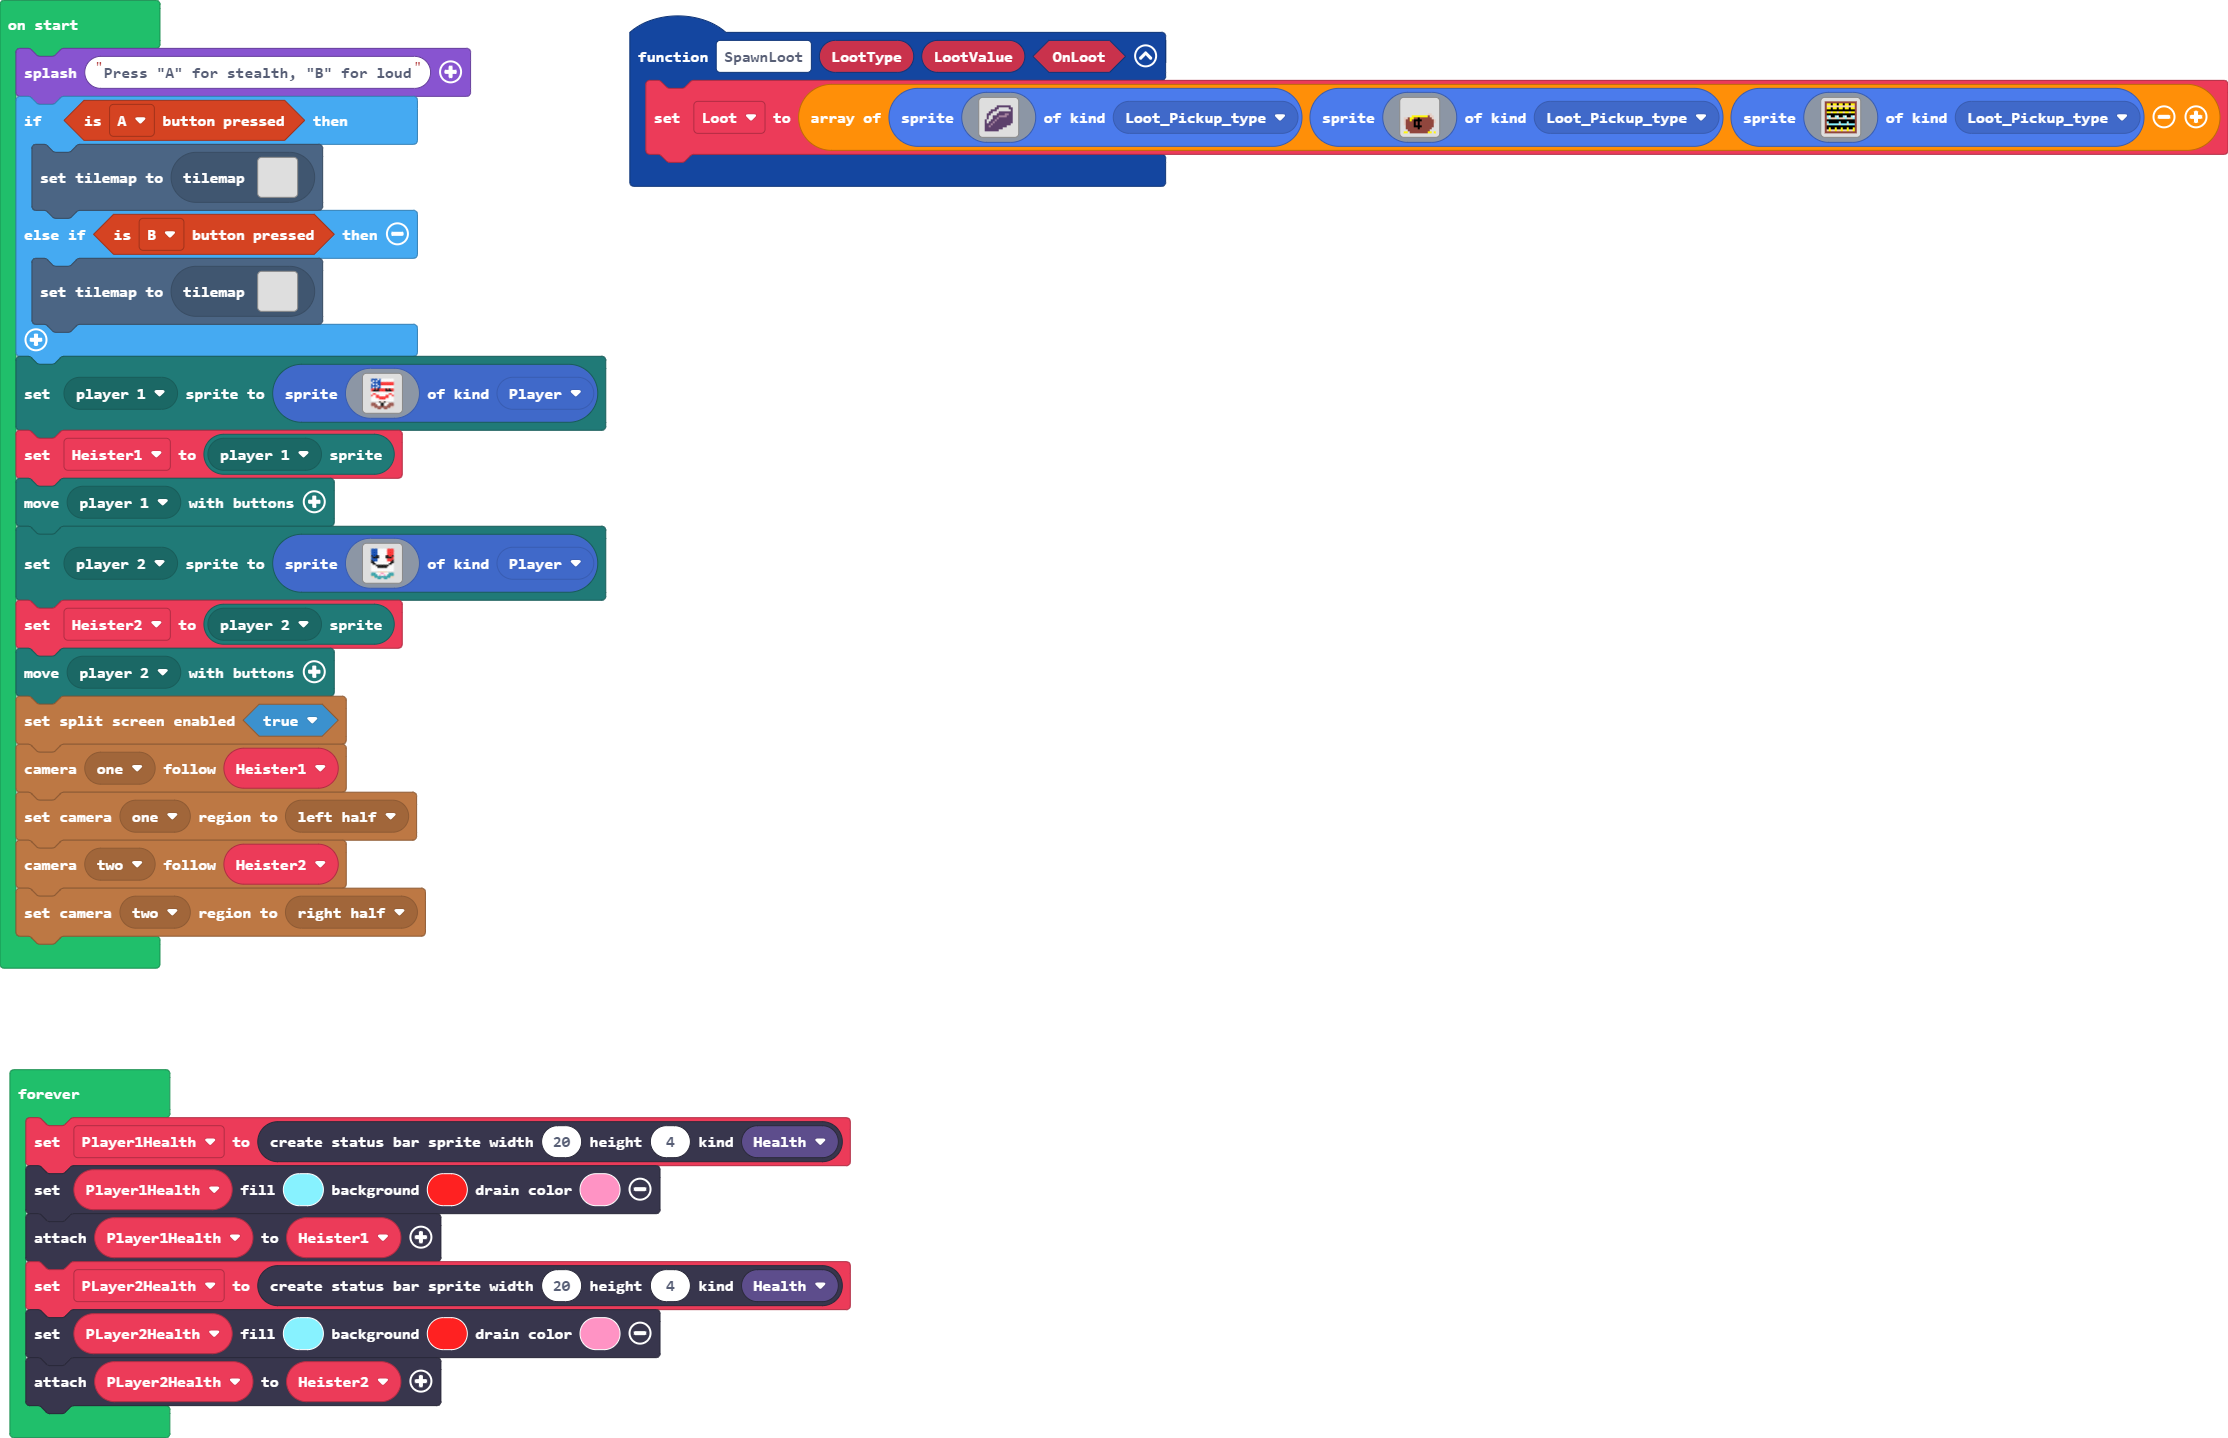 on start
splash "Press "A" for stealth, "B" for loud"
if is A button pressed then
set tilemap to tilemap
else if is B button pressed then
set tilemap to tilemap
set player 1 sprite to sprite of kind Player
set Heister1 to player 1 sprite
move player 1 with buttons
set player 2 sprite to sprite of kind Player
set Heister2 to player 2 sprite
move player 2 with buttons
set split screen enabled true
camera one follow Heister1
set camera one region to left half
camera two follow Heister2
set camera two region to right half
function SpawnLoot LootType LootValue OnLoot
set Loot to array of sprite of kind Loot_Pickup_type sprite of kind Loot_Pickup_type sprite of kind Loot_Pickup_type
forever
set Player1Health to create status bar sprite width 20 height 4 kind Health
set Player1Health fill background drain color
attach Player1Health to Heister1
set PLayer2Health to create status bar sprite width 20 height 4 kind Health
set PLayer2Health fill background drain color
attach PLayer2Health to Heister2